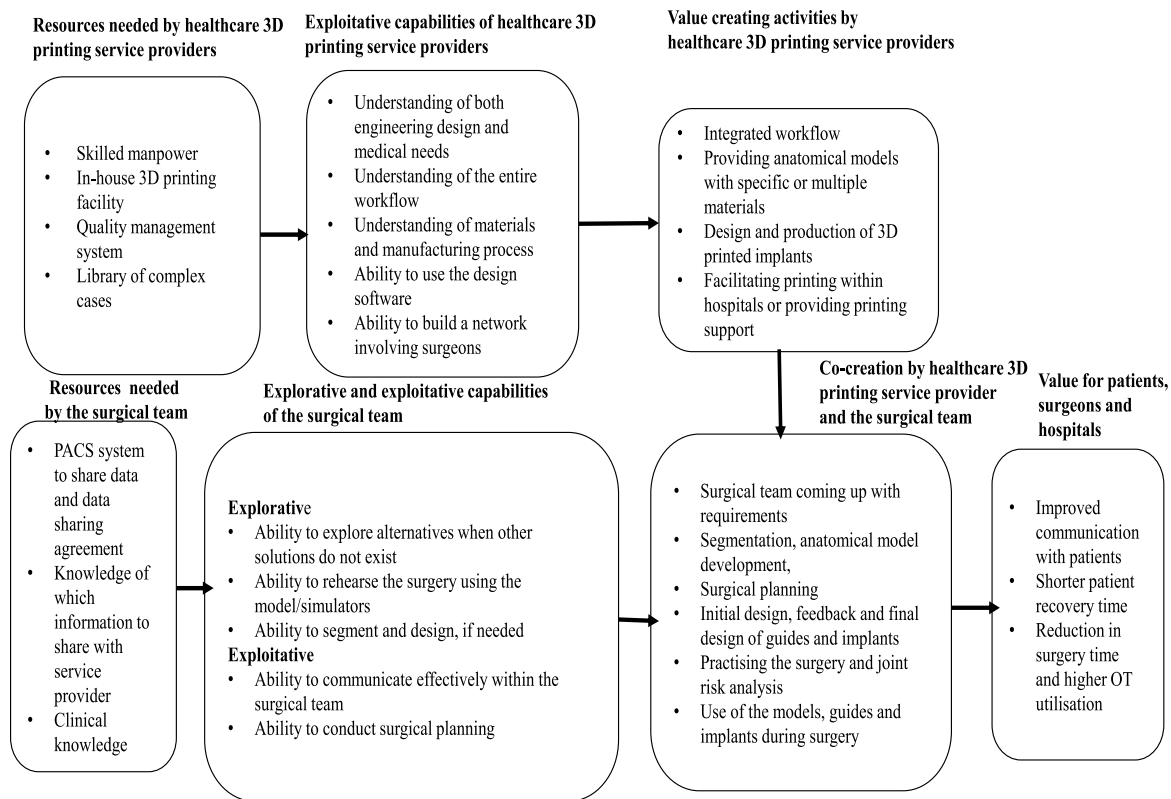 Resources needed by healthcare 3D
printing service providers
• Skilled manpower
• In-house 3D printing
facility
• Quality management
system
• Library of complex
cases
Exploitative capabilities of healthcare 3D
printing service providers
• Understanding of both
engineering design and
medical needs
• Understanding of the entire
workflow
• Understanding of materials
and manufacturing process
• Ability to use the design
software
• Ability to build a network
involving surgeons
Value creating activities by
healthcare 3D printing service providers
• Integrated workflow
• Providing anatomical models
with specific or multiple
materials
• Design and production of 3D
printed implants
• Facilitating printing within
hospitals or providing printing
support
Resources needed
by the surgical team
• PACS system
to share data
and data
sharing
agreement
• Knowledge of
which
information to
share with
service
provider
• Clinical
knowledge
Explorative and exploitative capabilities
of the surgical team
Explorative
• Ability to explore alternatives when other
solutions do not exist
• Ability to rehearse the surgery using the
model/simulators
• Ability to segment and design, if needed
Exploitative
• Ability to communicate effectively within the
surgical team
• Ability to conduct surgical planning
Co-creation by healthcare 3D
printing service provider
and the surgical team
• Surgical team coming up with
requirements
• Segmentation, anatomical model
development,
• Surgical planning
• Initial design, feedback and final
design of guides and implants
• Practising the surgery and joint
risk analysis
• Use of the models, guides and
implants during surgery
Value for patients,
surgeons and
hospitals
• Improved
communication
with patients
• Shorter patient
recovery time
• Reduction in
surgery time
and higher OT
utilisation